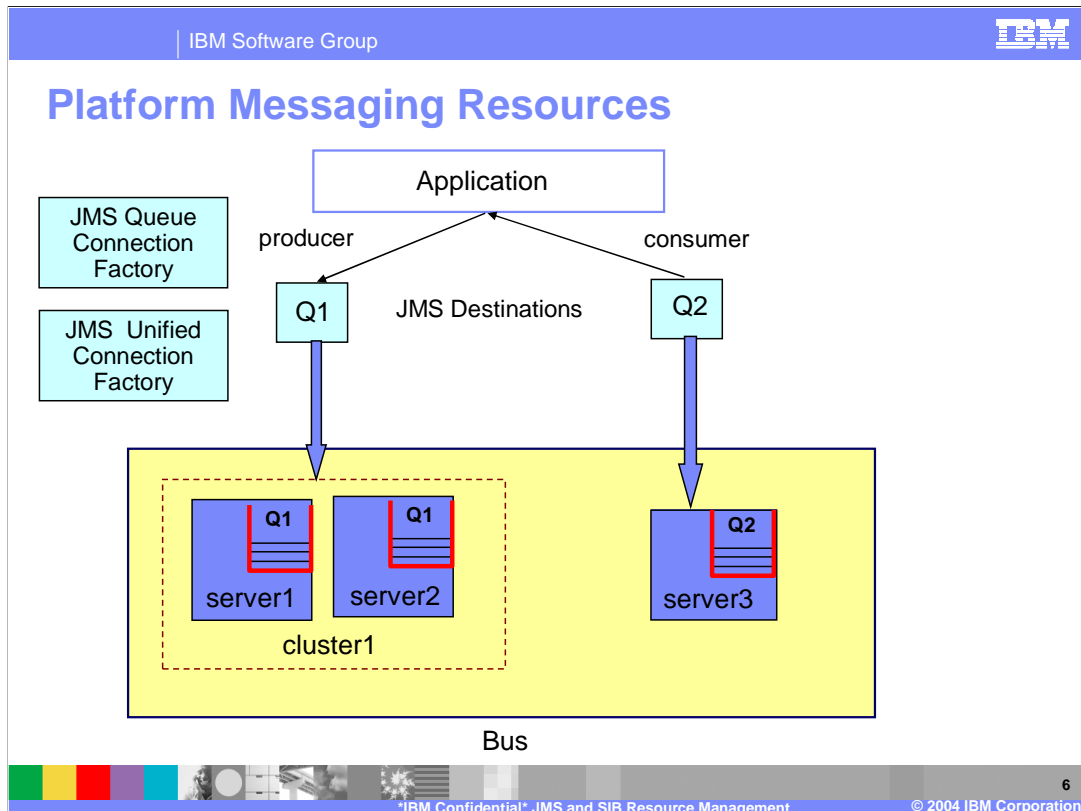 IBM Software Group
IBM
Platform Messaging Resources
Application
JMS Queue
Connection
Factory
producer
consumer
Q1
JMS Destinations
Q2
JMS Unified
Connection
Factory
Q1
Q1
Q2
server1
server2
server3
cluster1
Bus
6
*IBM Confidential* JMS and SIB Resource Management
© 2004 IBM Corporation